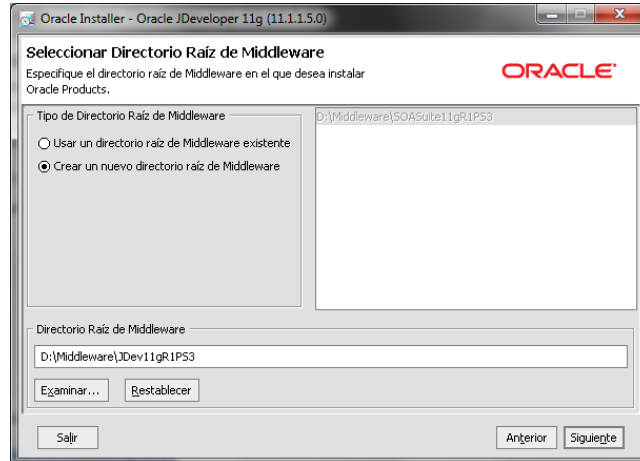 Oracle Installer - Oracle JDeveloper 11g (11.1.1.5.0)
Seleccionar Directorio Raíz de Middleware
Especifique el directorio raíz de Middleware en el que desea instalar
Oracle Products.
ORACLE
Tipo de Directorio Raíz de Middleware
Usar un directorio raíz de Middleware existente
Crear un nuevo directorio raíz de Middleware
D:\Middleware\SOASuite11gR1PS3
Directorio Raíz de Middleware
D:\Middleware\JDev11gR1PS3
Examinar...
Restablecer
Salir
Anterior
Siguiente